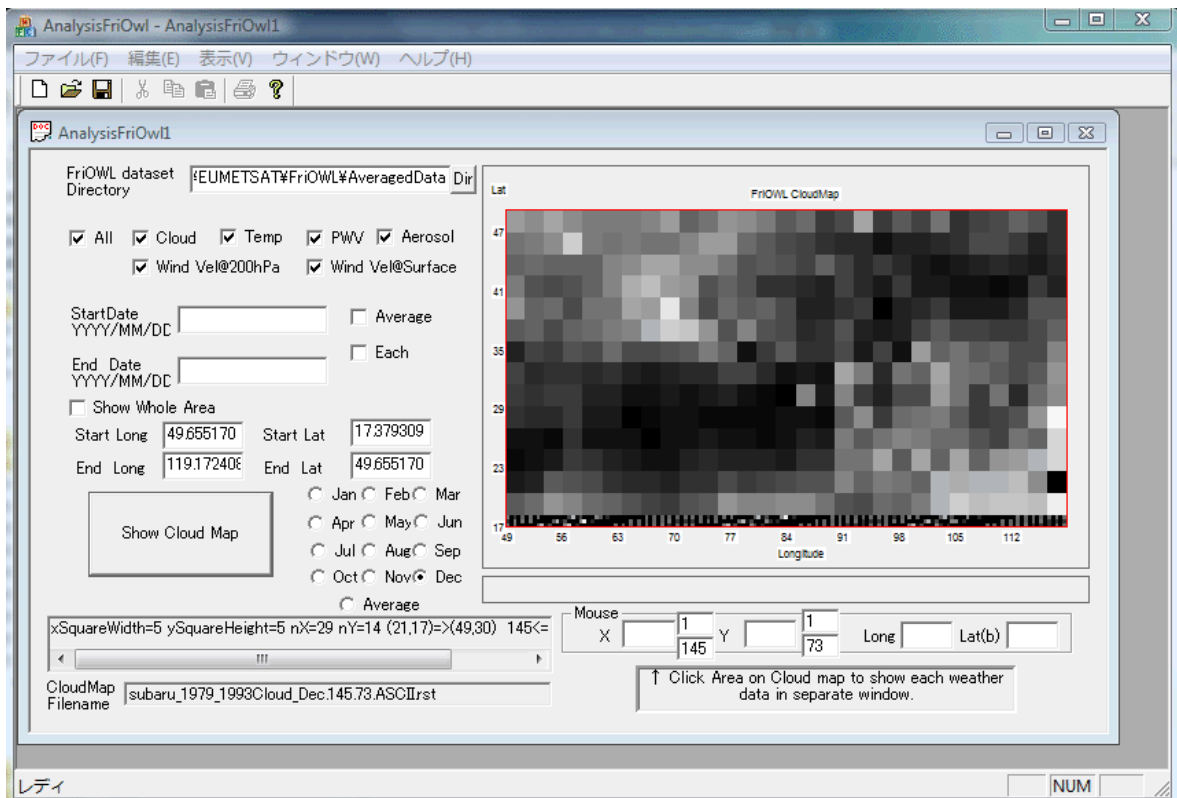 AnalysisFriOwl - AnalysisFriOwl1
ファイル(F) 編集(E) 表示(V) ウィンドウ(W) ヘルプ(H)
AnalysisFriOwl1
FriOWL dataset
Directory
EUMETSAT¥FriOWL¥AveragedData
Dir
All Cloud Temp PWV Aerosol
Wind Vel@200hPa Wind Vel@Surface
StartDate
YYYY/MM/DD
Average
Each
End Date
YYYY/MM/DD
Show Whole Area
Start Long 49.655170 Start Lat 17.379309
End Long 119.172408 End Lat 49.655170
Show Cloud Map
Jan Feb Mar
Apr May Jun
Jul Aug Sep
Oct Nov Dec
Average
Lat
FriOWL CloudMap
47
41
35
29
23
17
49 56 63 70 77 84 91 98 105 112
Longitude
xSquareWidth=5 ySquareHeight=5 nX=29 nY=14 (21,17)=>(49,30) 145<=
Mouse
X 1 145 Y 1 73 Long Lat(b)
CloudMap
Filename
subaru_1979_1993Cloud_Dec.145.73.ASCIIrst
↑ Click Area on Cloud map to show each weather
data in separate window.
レディ
NUM